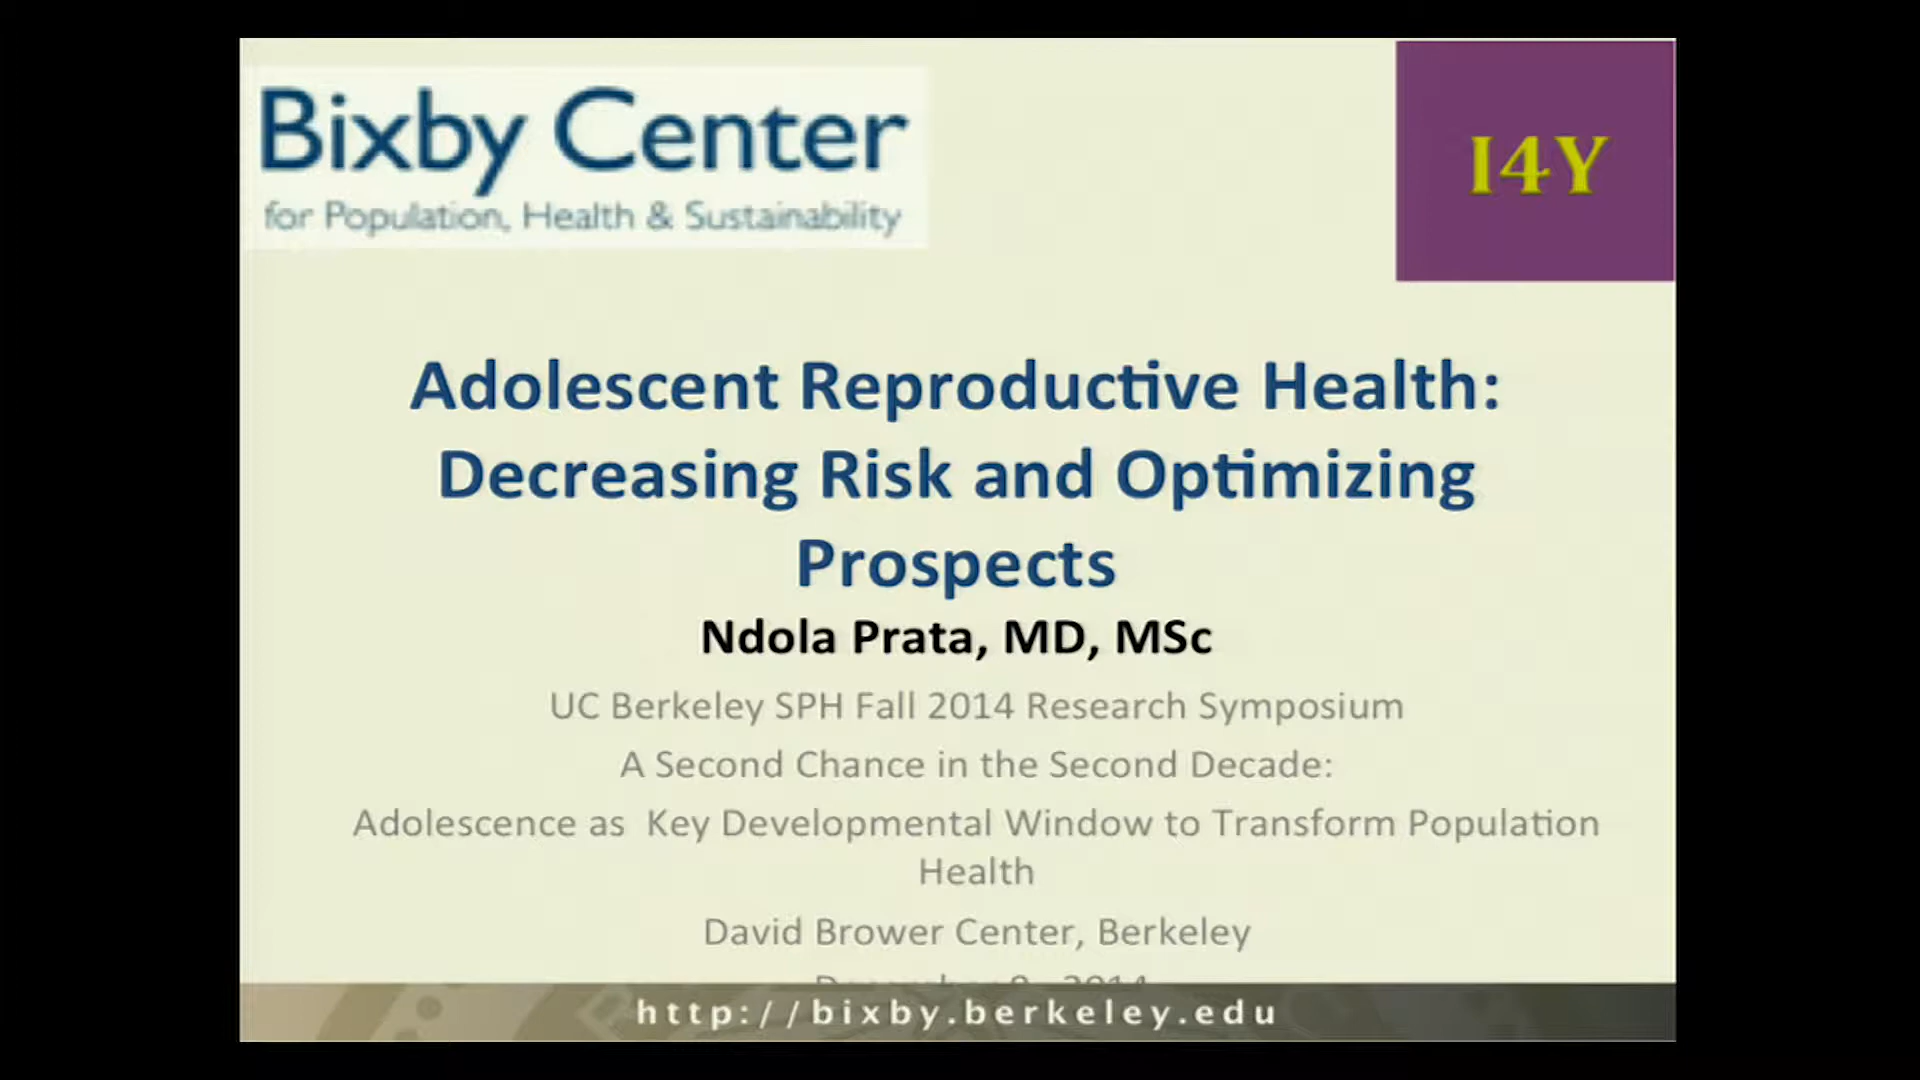 Bixby Center
for Population, Health & Sustainability
I4Y
Adolescent Reproductive Health:
Decreasing Risk and Optimizing
Prospects
Ndola Prata, MD, MSc
UC Berkeley SPH Fall 2014 Research Symposium
A Second Chance in the Second Decade:
Adolescence as Key Developmental Window to Transform Population
Health
David Brower Center, Berkeley
2014
http://bixby.berkeley.edu